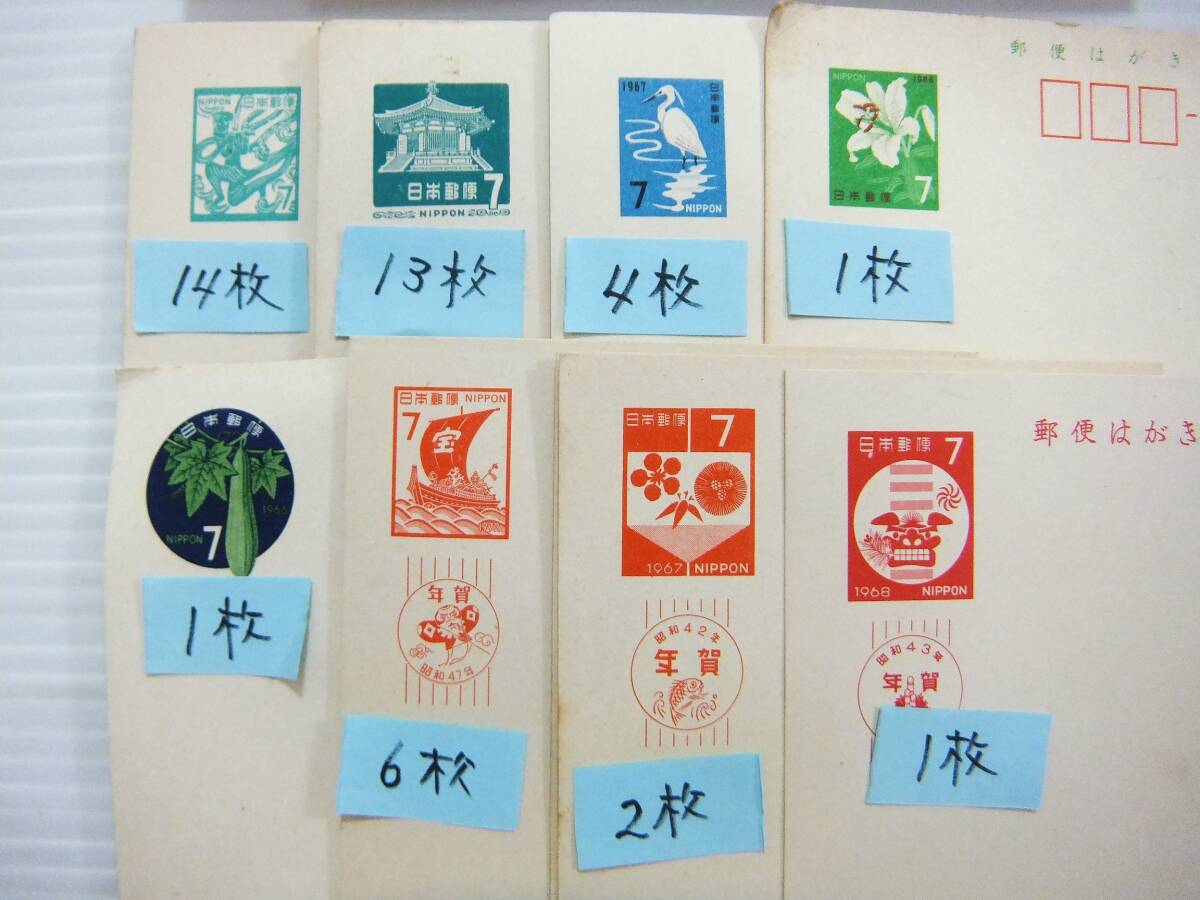 NIPPON
日本郵便
7
14枚
日本郵便 7
NIPPON
13枚
1967
日本郵便
7
NIPPON
4枚
郵便はがき
NIPPON 1968
7
日本郵便
1枚
日本郵便
1966
NIPPON 7
1枚
日本郵便 NIPPON
7
宝
年賀
昭和47年
6枚
日本郵便 7
1967 NIPPON
昭和42年
年賀
2枚
郵便はがき
日本郵便 7
1968 NIPPON
昭和43年
年賀
1枚